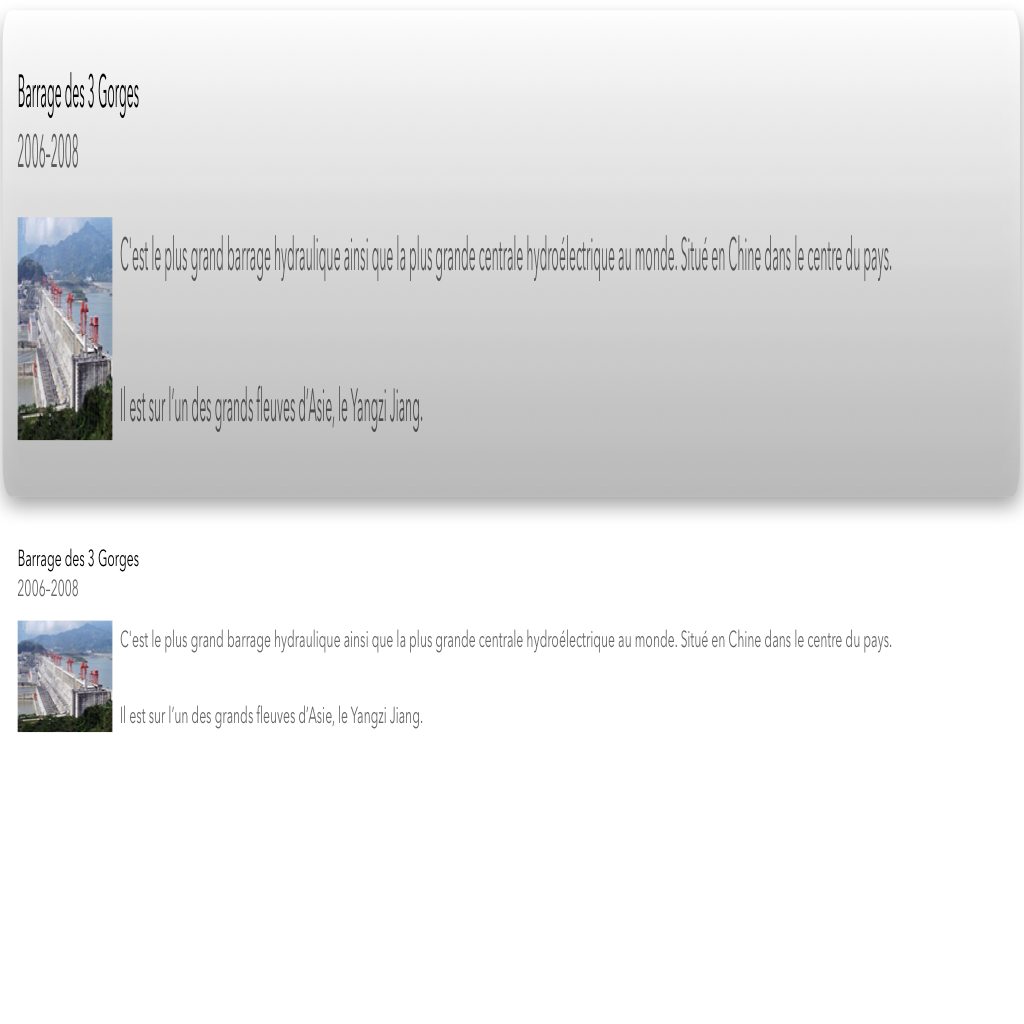 Barrage des 3 Gorges
2006-2008
C'est le plus grand barrage hydraulique ainsi que la plus grande centrale hydroélectrique au monde. Situé en Chine dans le centre du pays.
Il est sur l’un des grands fleuves d’Asie, le Yangzi Jiang.
Barrage des 3 Gorges
2006-2008
C'est le plus grand barrage hydraulique ainsi que la plus grande centrale hydroélectrique au monde. Situé en Chine dans le centre du pays.
Il est sur l’un des grands fleuves d’Asie, le Yangzi Jiang.